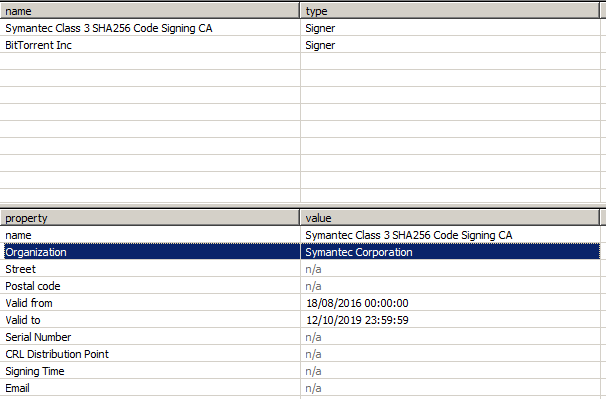 name type
Symantec Class 3 SHA256 Code Signing CA Signer
BitTorrent Inc Signer
property value
name Symantec Class 3 SHA256 Code Signing CA
Organization Symantec Corporation
Street n/a
Postal code n/a
Valid from 18/08/2016 00:00:00
Valid to 12/10/2019 23:59:59
Serial Number n/a
CRL Distribution Point n/a
Signing Time n/a
Email n/a